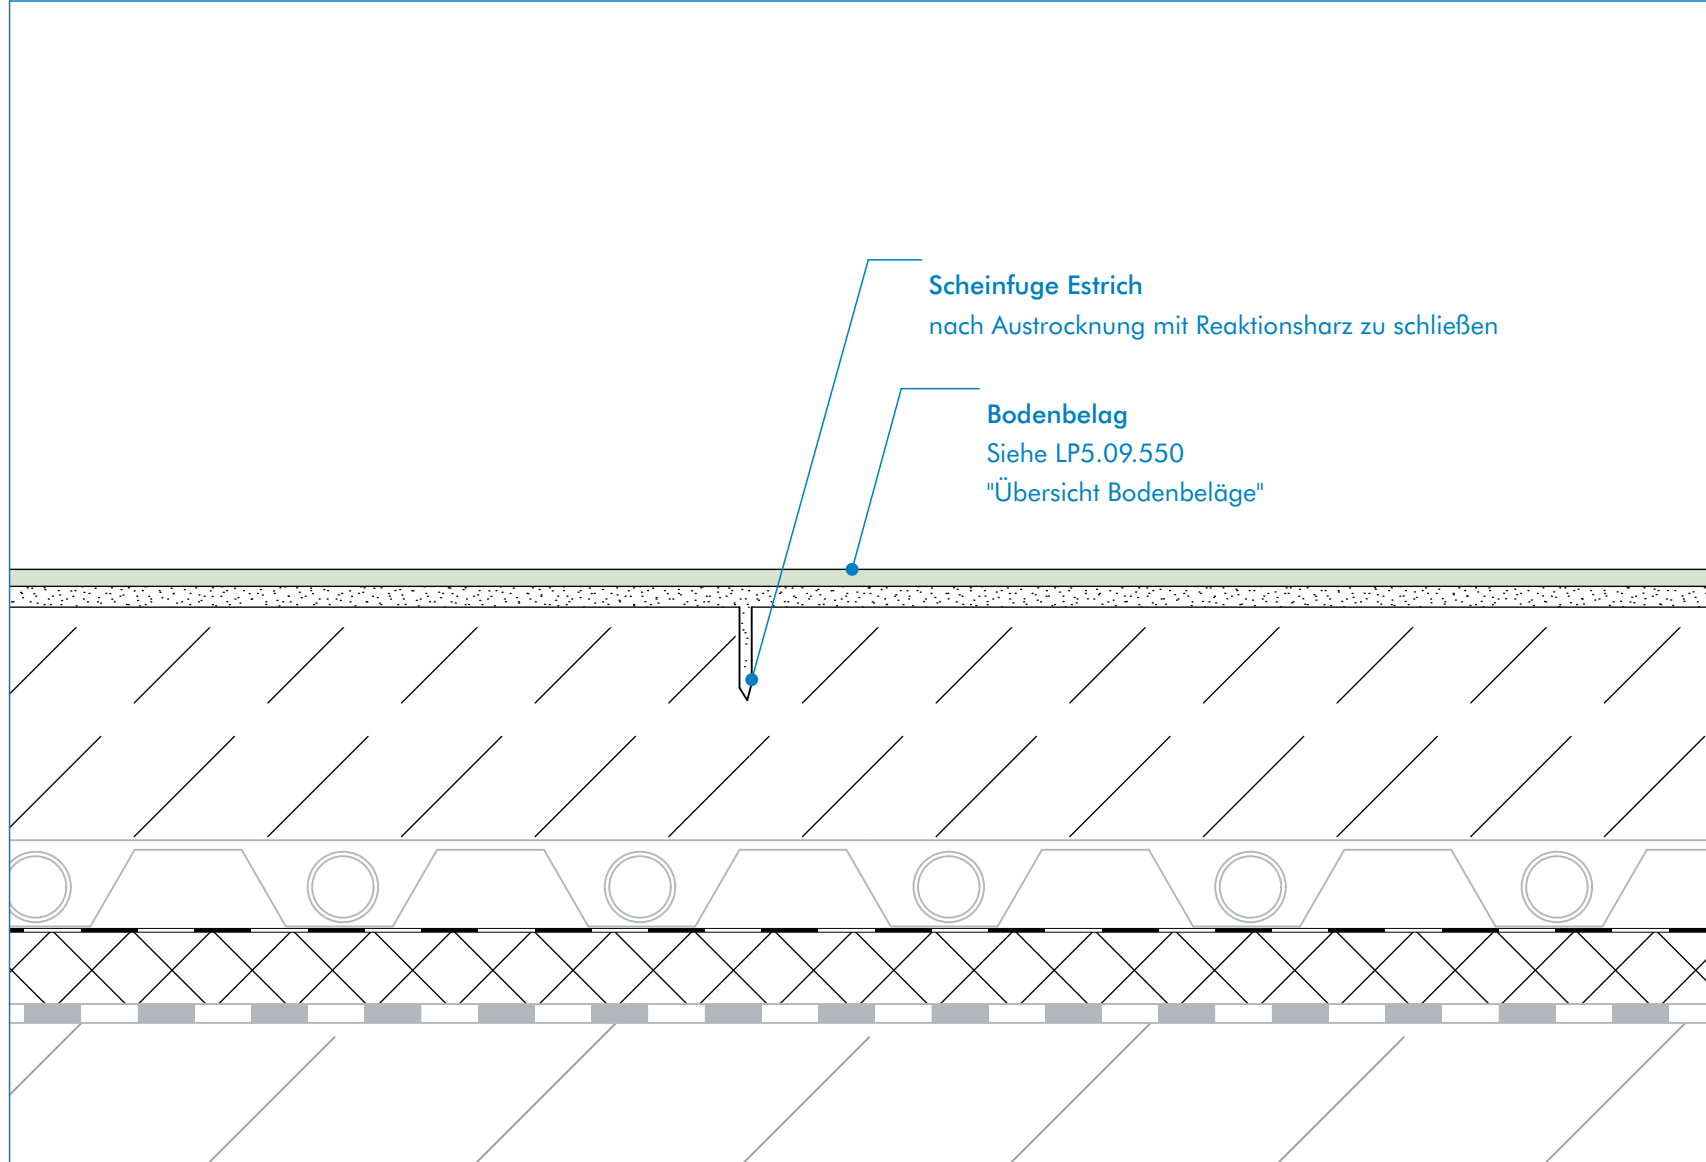 Scheinfuge Estrich
nach Austrocknung mit Reaktionsharz zu schließen
Bodenbelag
Siehe LP5.09.550
"Übersicht Bodenbeläge"